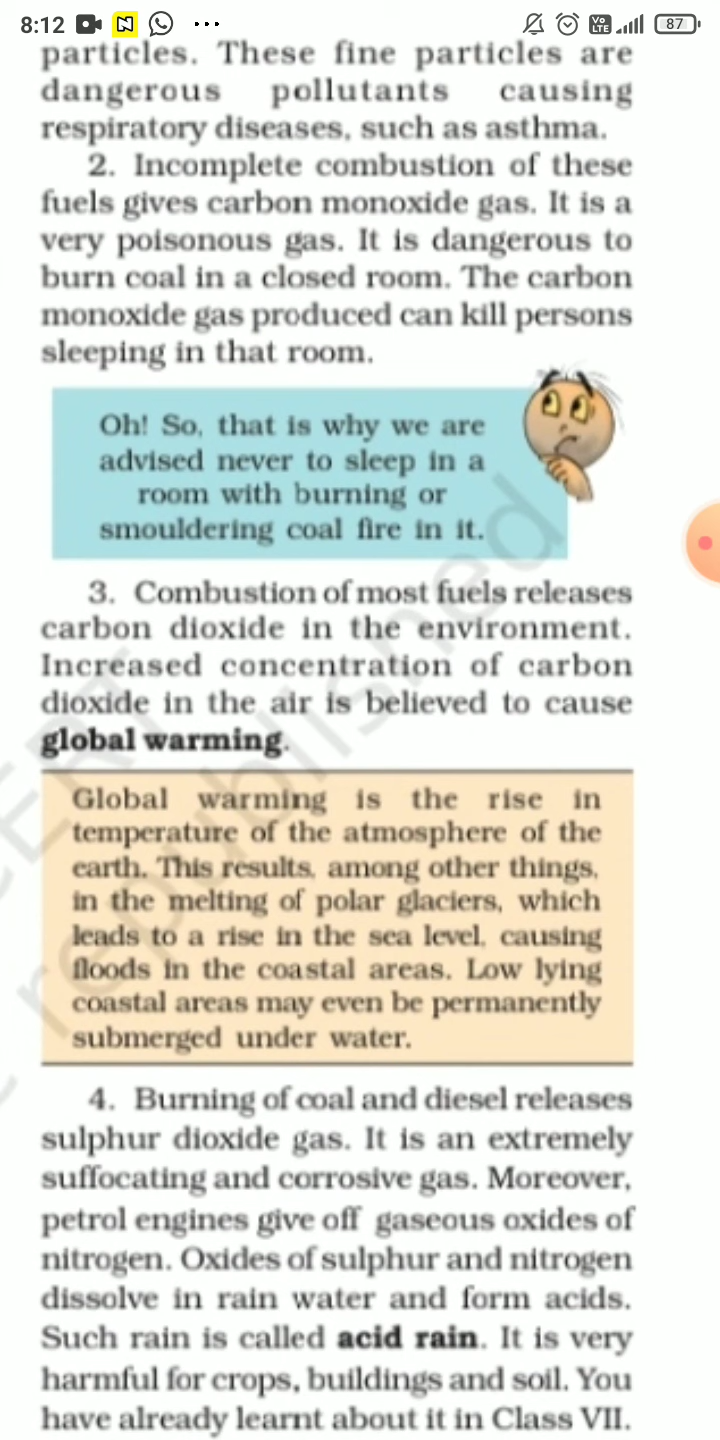 8:12 N ... Vo LTE 87
particles. These fine particles are
dangerous pollutants causing
respiratory diseases, such as asthma.
2. Incomplete combustion of these
fuels gives carbon monoxide gas. It is a
very poisonous gas. It is dangerous to
burn coal in a closed room. The carbon
monoxide gas produced can kill persons
sleeping in that room.
Oh! So, that is why we are
advised never to sleep in a
room with burning or
smouldering coal fire in it.
3. Combustion of most fuels releases
carbon dioxide in the environment.
Increased concentration of carbon
dioxide in the air is believed to cause
global warming.
Global warming is the rise in
temperature of the atmosphere of the
earth. This results, among other things,
in the melting of polar glaciers, which
leads to a rise in the sea level, causing
floods in the coastal areas. Low lying
coastal areas may even be permanently
submerged under water.
4. Burning of coal and diesel releases
sulphur dioxide gas. It is an extremely
suffocating and corrosive gas. Moreover,
petrol engines give off gaseous oxides of
nitrogen. Oxides of sulphur and nitrogen
dissolve in rain water and form acids.
Such rain is called acid rain. It is very
harmful for crops, buildings and soil. You
have already learnt about it in Class VII.
republished